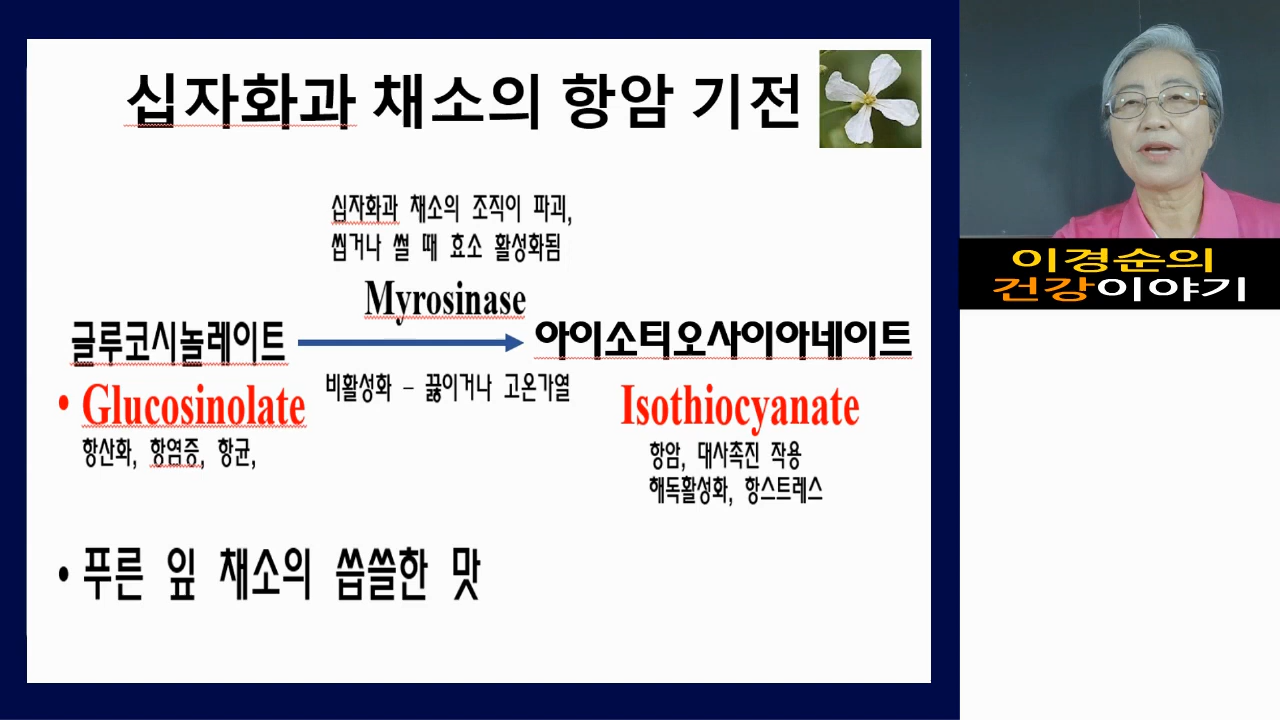 십자화과 채소의 항암 기전
십자화과 채소의 조직이 파괴,
씹거나 썰 때 효소 활성화됨
Myrosinase
글루코시놀레이트
아이소티오사이아네이트
비활성화 – 끓이거나 고온가열
• Glucosinolate
Isothiocyanate
항산화, 항염증, 항균,
항암, 대사촉진 작용
해독활성화, 항스트레스
• 푸른 잎 채소의 씁쓸한 맛
이경순의
건강이야기